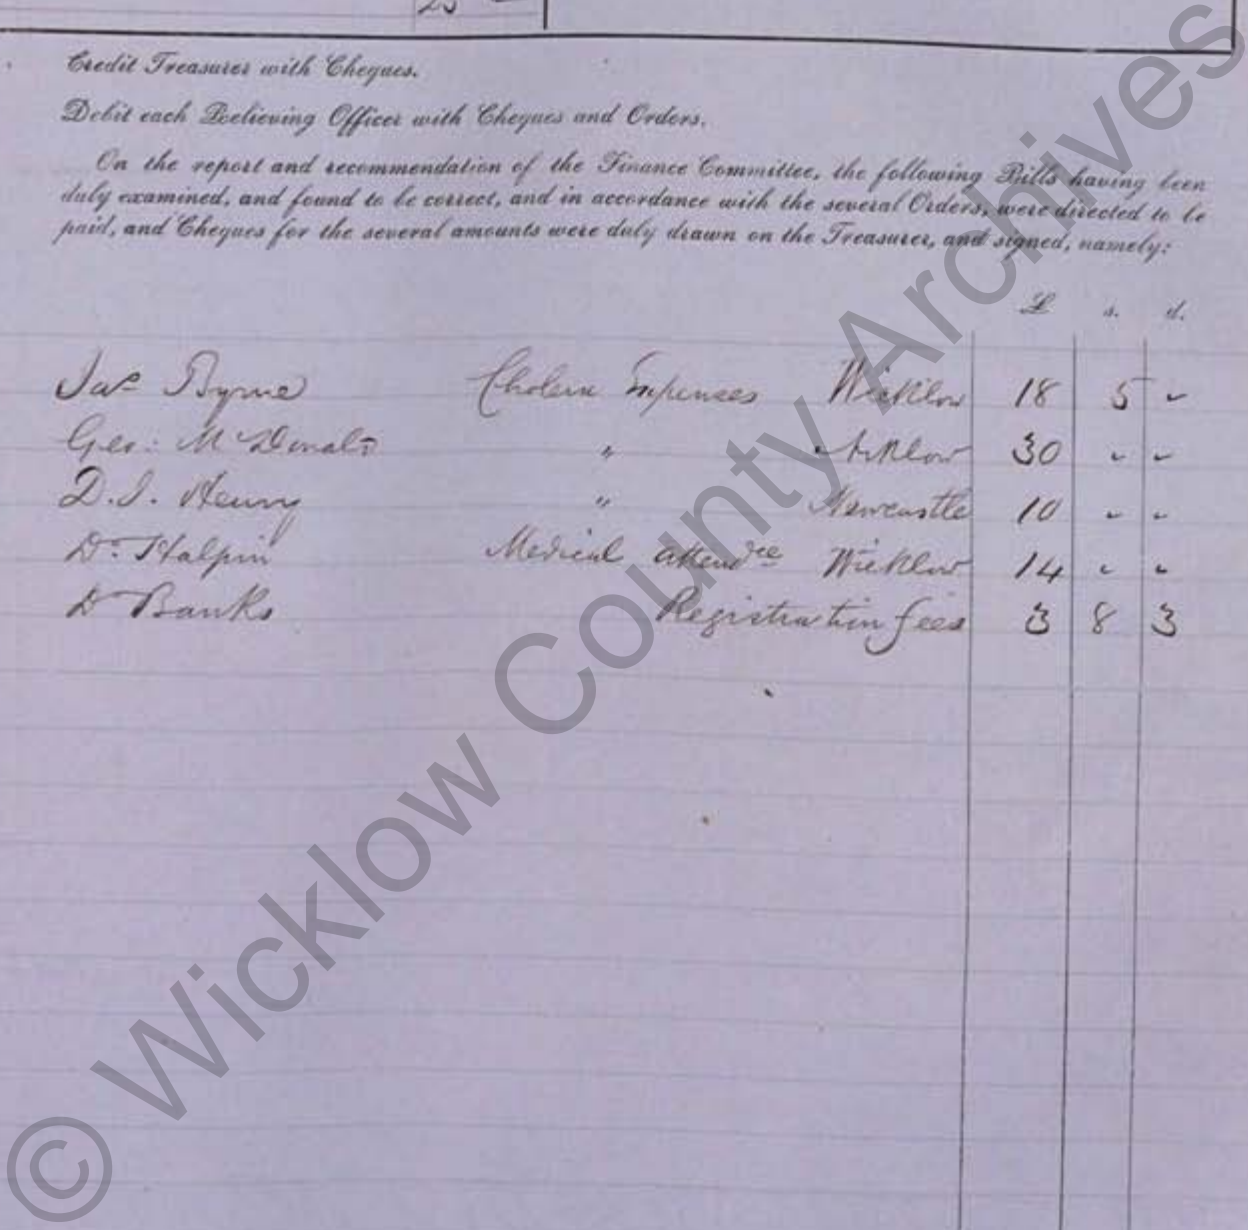 25
Credit Treasurer with Cheques.
Debit each Relieving Officer with Cheques and Orders.
On the report and recommendation of the Finance Committee, the following Bills having been
duly examined, and found to be correct, and in accordance with the several Orders, were directed to be
paid, and Cheques for the several amounts were duly drawn on the Treasurer, and signed, namely:
£ s. d.
Jas Byrne Cholera Expenses Wicklow 18 5 "
Geo: McDonald " Arklow 30 " "
D.J. Henry " Newcastle 10 " "
Dr. Halpin Medical attendce Wicklow 14 " "
Dr Banks Registration fees 3 8 3
© Wicklow County Archives